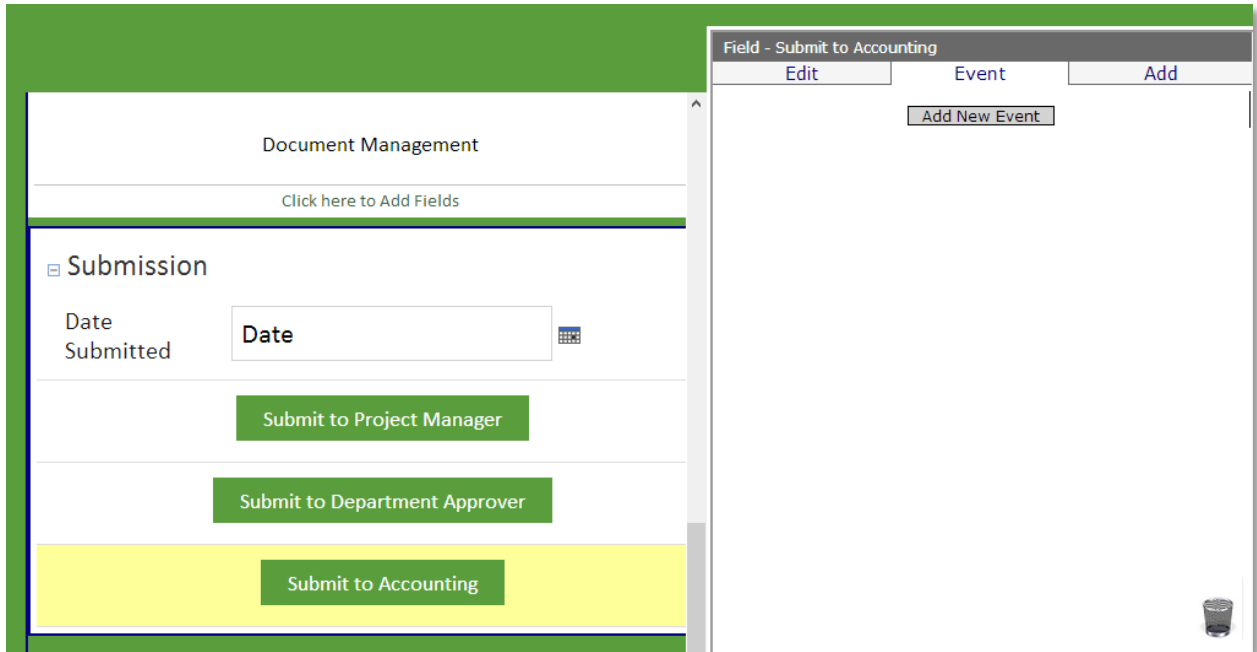 Document Management
Click here to Add Fields
Submission
Date
Submitted
Date
Submit to Project Manager
Submit to Department Approver
Submit to Accounting
Field - Submit to Accounting
Edit Event Add
Add New Event